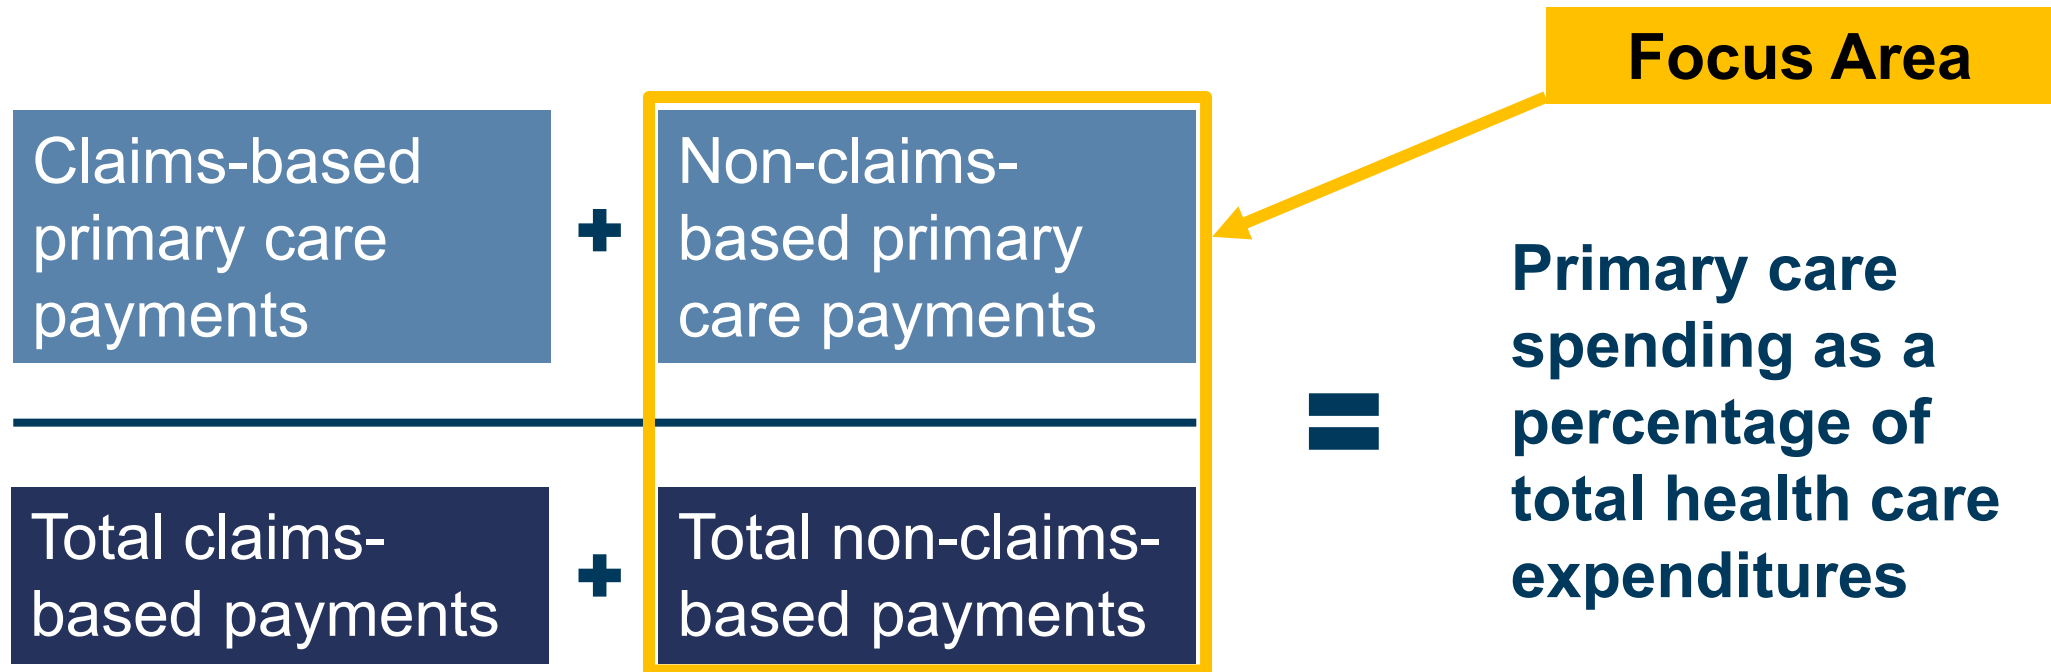 Focus Area
Claims-based
primary care
payments
+
Non-claims-
based primary
care payments
=
Primary care
spending as a
percentage of
total health care
expenditures
Total claims-
based payments
+
Total non-claims-
based payments